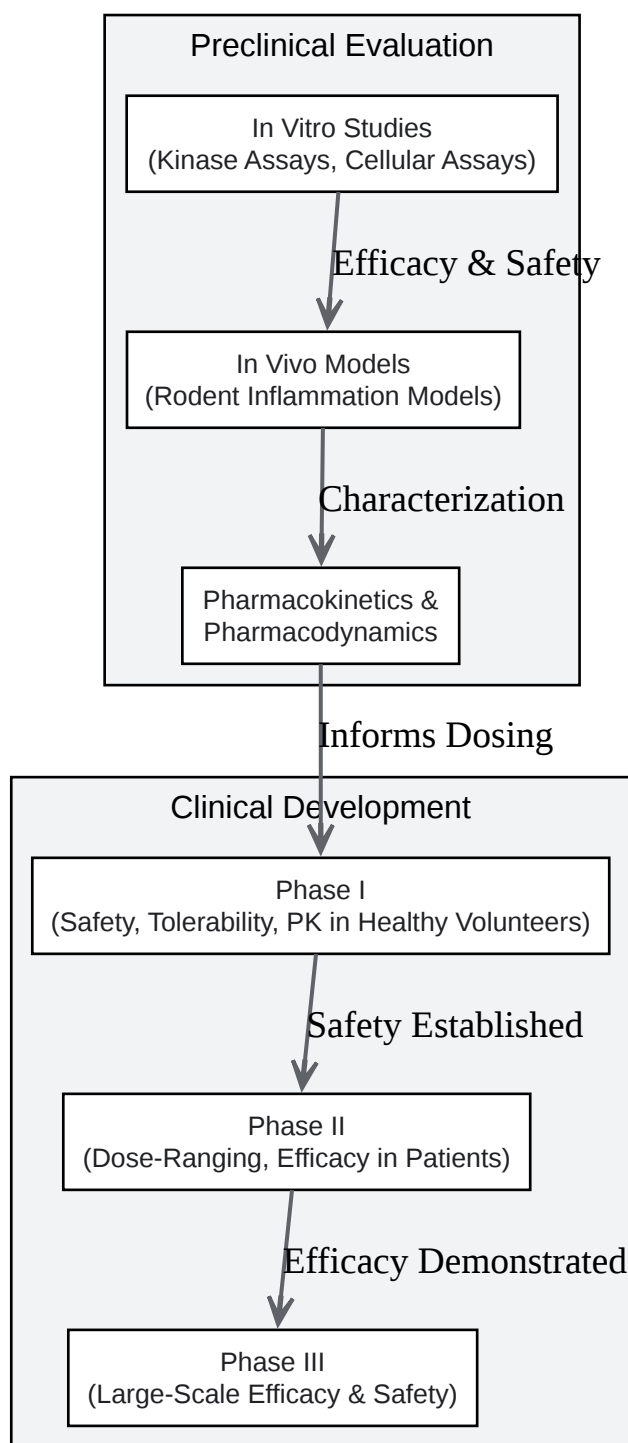 Preclinical Evaluation
In Vitro Studies
(Kinase Assays, Cellular Assays)
Efficacy & Safety
In Vivo Models
(Rodent Inflammation Models)
Characterization
Pharmacokinetics &
Pharmacodynamics
Informs Dosing
Clinical Development
Phase I
(Safety, Tolerability, PK in Healthy Volunteers)
Safety Established
Phase II
(Dose-Ranging, Efficacy in Patients)
Efficacy Demonstrated
Phase III
(Large-Scale Efficacy & Safety)